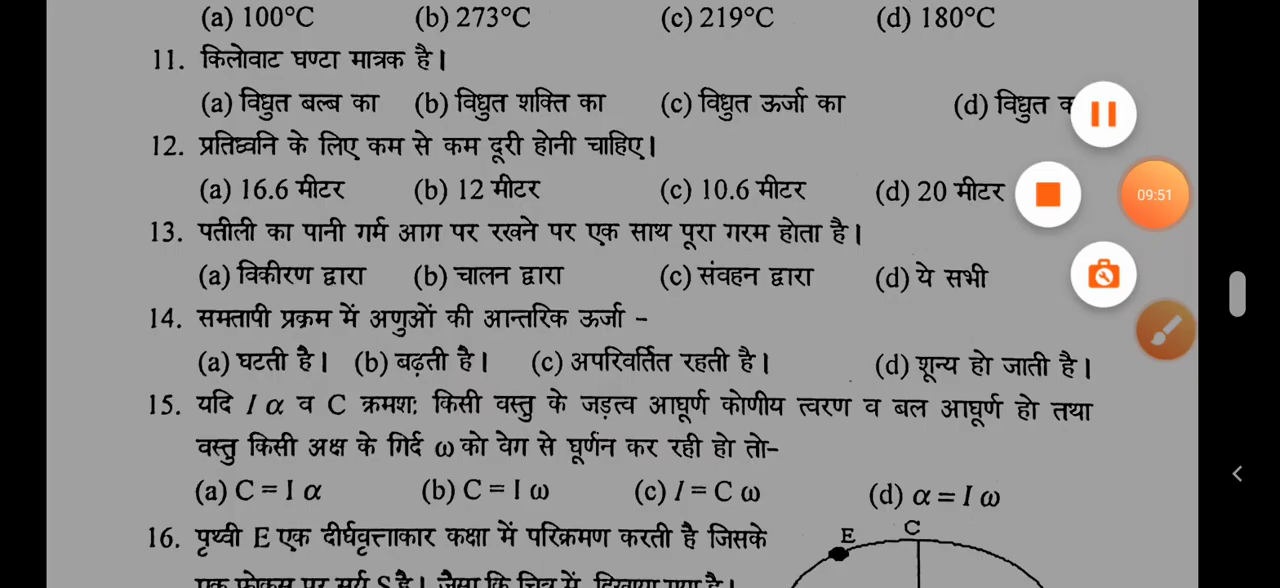 (a) 100°C (b) 273°C (c) 219°C (d) 180°C
11. किलोवाट घण्टा मात्रक है।
(a) विधुत बल्ब का (b) विधुत शक्ति का (c) विधुत ऊर्जा का (d) विधुत
12. प्रतिध्वनि के लिए कम से कम दूरी होनी चाहिए।
(a) 16.6 मीटर (b) 12 मीटर (c) 10.6 मीटर (d) 20 मीटर
09:51
13. पतीली का पानी गर्म आग पर रखने पर एक साथ पूरा गरम होता है।
(a) विकीरण द्वारा (b) चालन द्वारा (c) संवहन द्वारा (d) ये सभी
14. समतापी प्रक्रम में अणुओं की आन्तरिक ऊर्जा -
(a) घटती है। (b) बढ़ती है। (c) अपरिवर्तित रहती है। (d) शून्य हो जाती है।
15. यदि I α व C क्रमशः किसी वस्तु के जड़त्व आघूर्ण कोणीय त्वरण व बल आघूर्ण हो तथा
वस्तु किसी अक्ष के गिर्द ω को वेग से घूर्णन कर रही हो तो-
(a) C = I α (b) C = I ω (c) I = C ω (d) α = I ω
16. पृथ्वी E एक दीर्घवृत्ताकार कक्षा में परिक्रमण करती है जिसके
E C
एक फोकस पर सूर्य S है। जैसा कि चित्र में दिखाया गया है।